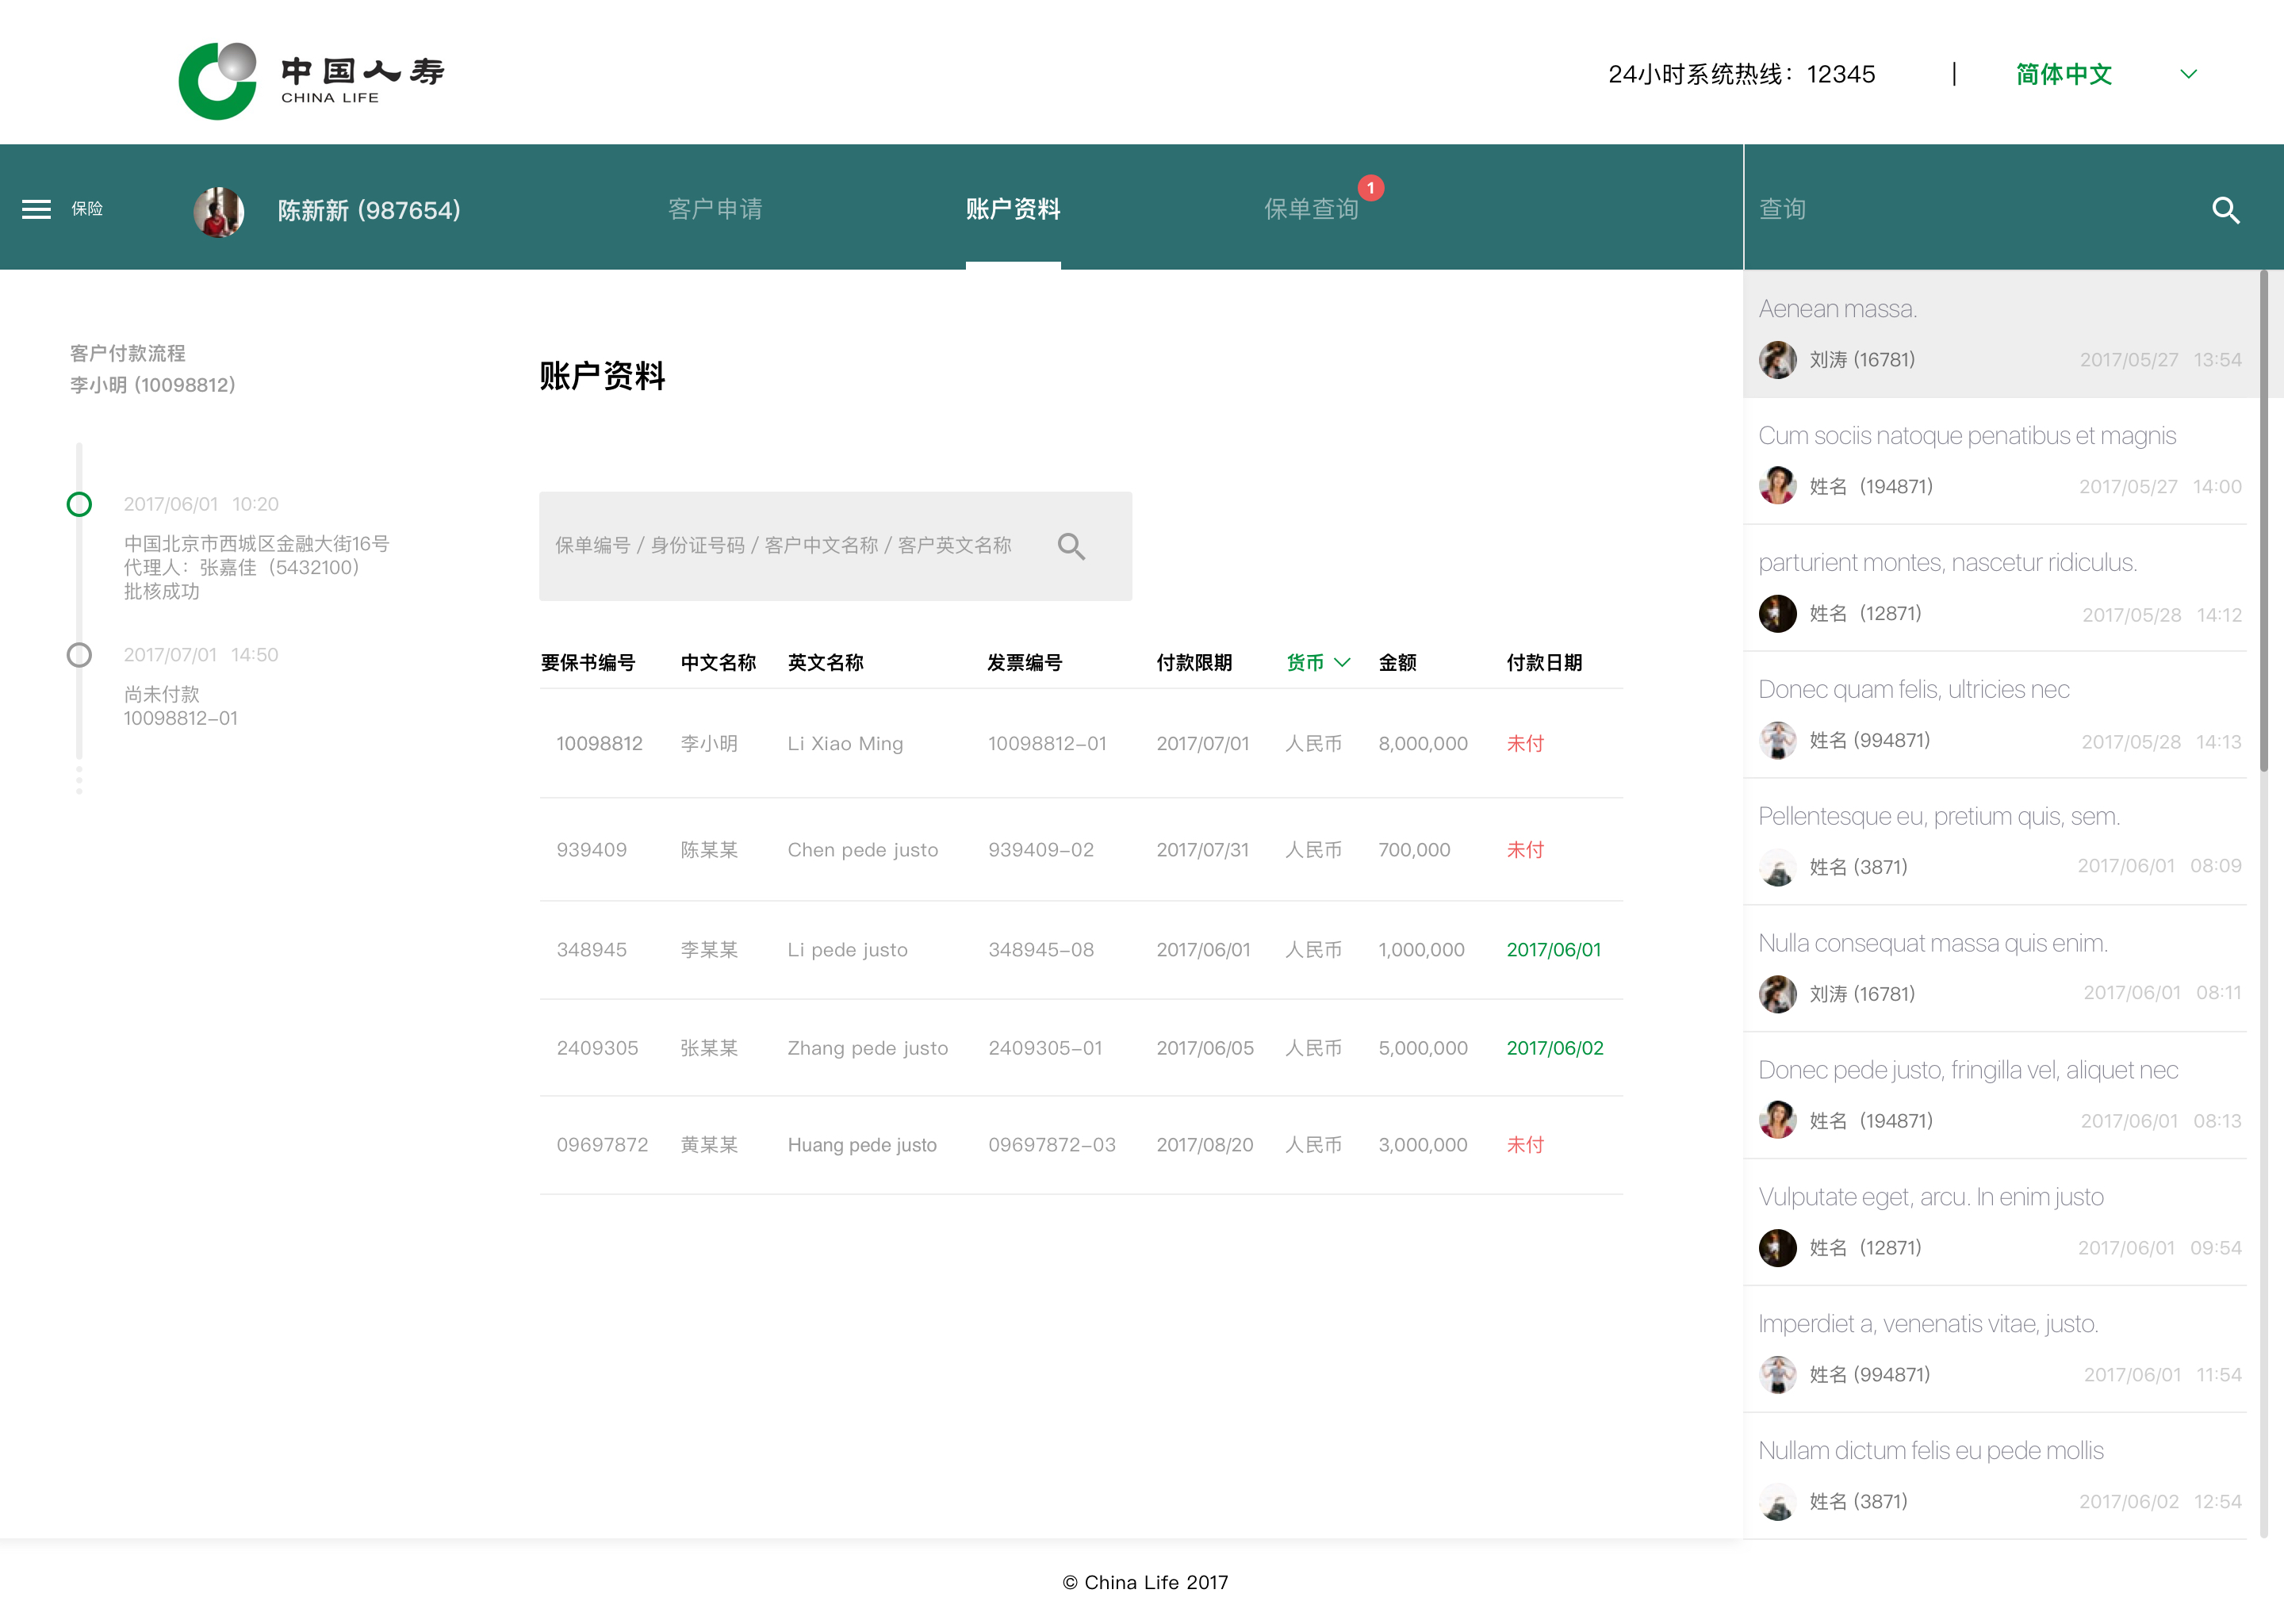 中国人寿
CHINA LIFE
24小时系统热线：12345 | 简体中文
保险
陈新新 (987654)
客户申请
账户资料
保单查询
1
查询
客户付款流程
李小明 (10098812)
2017/06/01 10:20
中国北京市西城区金融大街16号
代理人：张嘉佳（5432100）
批核成功
2017/07/01 14:50
尚未付款
10098812-01
账户资料
保单编号 / 身份证号码 / 客户中文名称 / 客户英文名称
要保书编号 中文名称 英文名称 发票编号 付款限期 货币 金额 付款日期
10098812 李小明 Li Xiao Ming 10098812-01 2017/07/01 人民币 8,000,000 未付
939409 陈某某 Chen pede justo 939409-02 2017/07/31 人民币 700,000 未付
348945 李某某 Li pede justo 348945-08 2017/06/01 人民币 1,000,000 2017/06/01
2409305 张某某 Zhang pede justo 2409305-01 2017/06/05 人民币 5,000,000 2017/06/02
09697872 黄某某 Huang pede justo 09697872-03 2017/08/20 人民币 3,000,000 未付
Aenean massa.
刘涛 (16781) 2017/05/27 13:54
Cum sociis natoque penatibus et magnis
姓名（194871) 2017/05/27 14:00
parturient montes, nascetur ridiculus.
姓名（12871) 2017/05/28 14:12
Donec quam felis, ultricies nec
姓名 (994871) 2017/05/28 14:13
Pellentesque eu, pretium quis, sem.
姓名 (3871) 2017/06/01 08:09
Nulla consequat massa quis enim.
刘涛 (16781) 2017/06/01 08:11
Donec pede justo, fringilla vel, aliquet nec
姓名（194871) 2017/06/01 08:13
Vulputate eget, arcu. In enim justo
姓名（12871) 2017/06/01 09:54
Imperdiet a, venenatis vitae, justo.
姓名 (994871) 2017/06/01 11:54
Nullam dictum felis eu pede mollis
姓名 (3871) 2017/06/02 12:54
© China Life 2017